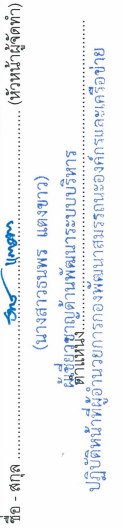 ชื่อ - สกุล ........................................ (หัวหน้าผู้จัดทำ)
(นางสาวธนพร แตงขาว)
ผู้เชี่ยวชาญด้านพัฒนาระบบบริหาร
ตำแหน่ง........................................
ปฏิบัติหน้าที่ผู้อำนวยการกองพัฒนาสมรรถนะองค์กรและเครือข่าย